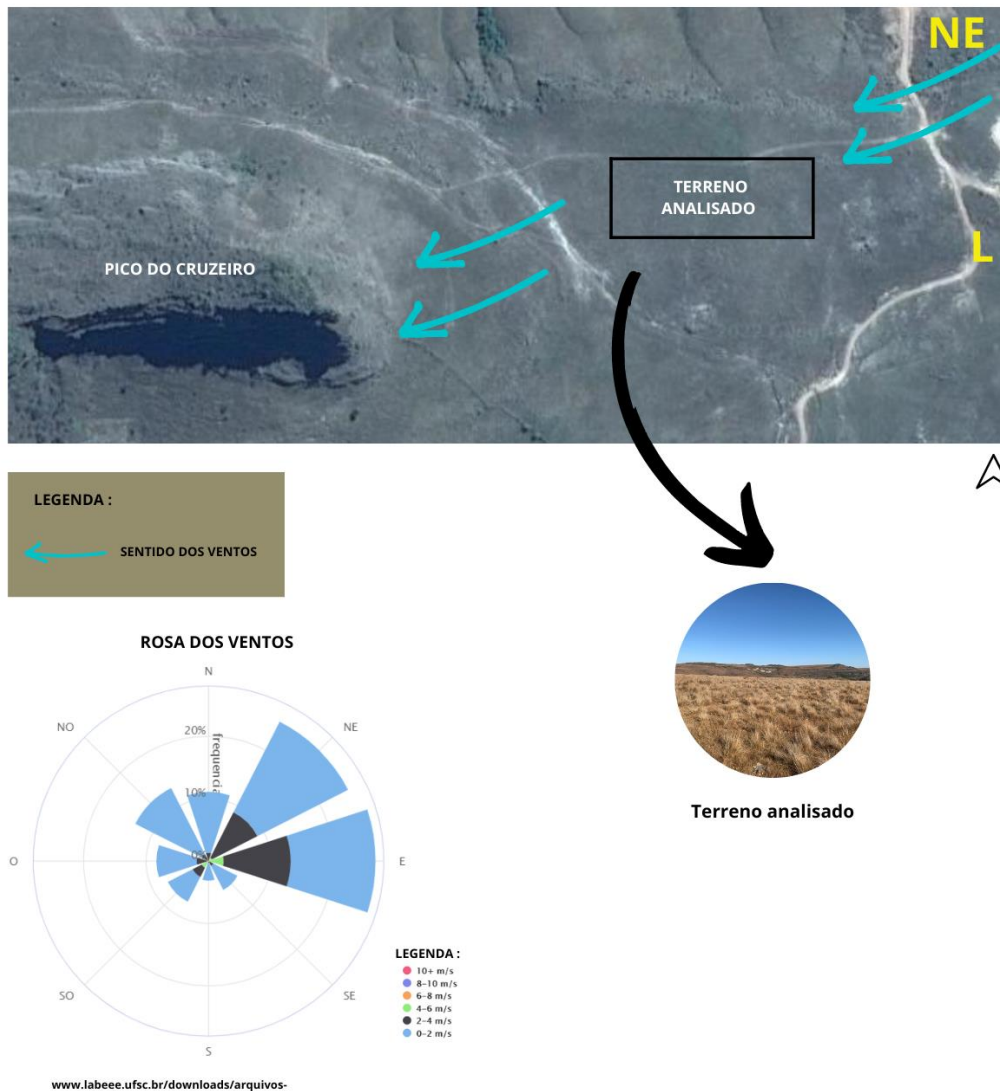 NE
TERRENO
ANALISADO
L
PICO DO CRUZEIRO
LEGENDA :
SENTIDO DOS VENTOS
ROSA DOS VENTOS
N
NO
NE
20%
frequencia
10%
0%
O
E
SO
SE
S
LEGENDA :
10+ m/s
8-10 m/s
6-8 m/s
4-6 m/s
2-4 m/s
0-2 m/s
Terreno analisado
www.labeee.ufsc.br/downloads/arquivos-